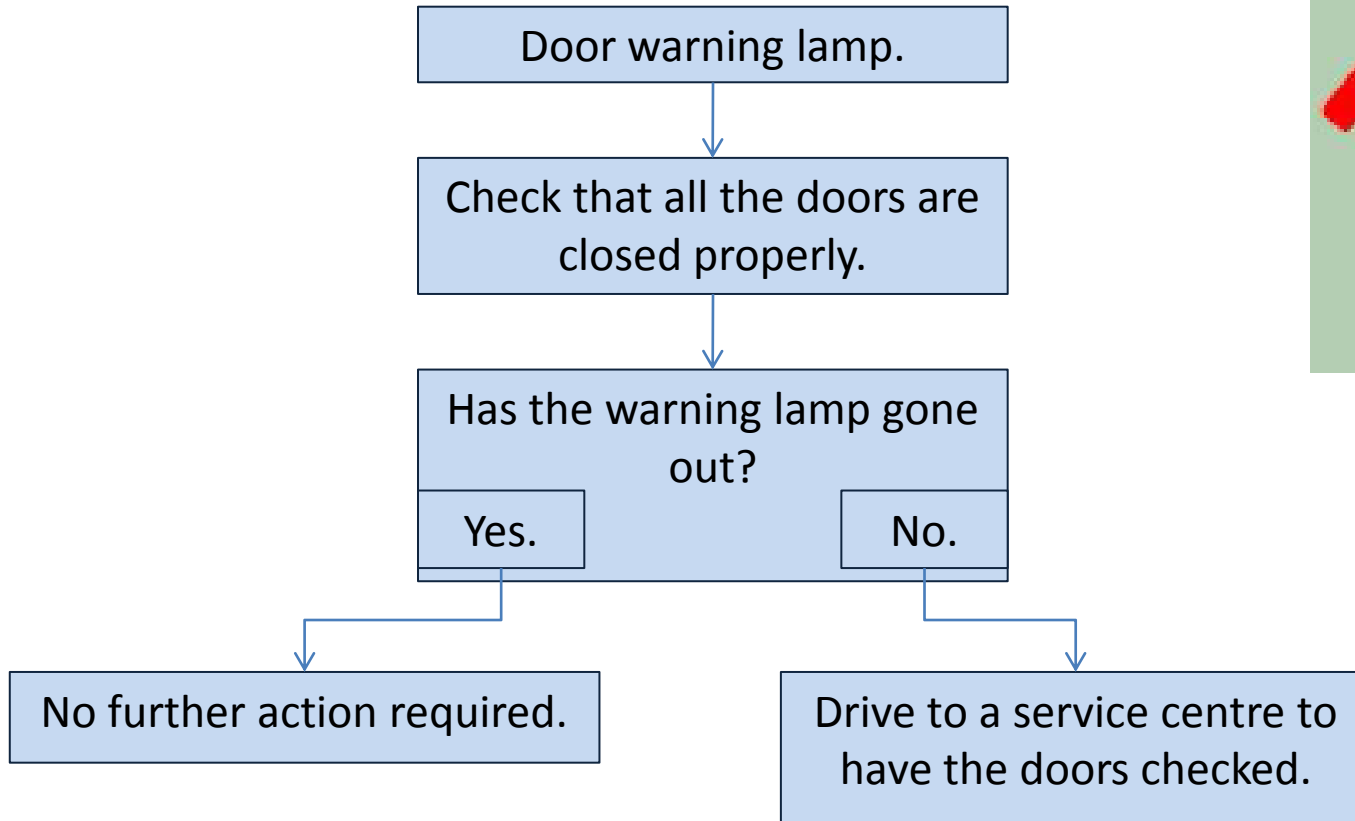 Door warning lamp.
Check that all the doors are
closed properly.
Has the warning lamp gone
out?
Yes.
No.
No further action required.
Drive to a service centre to
have the doors checked.